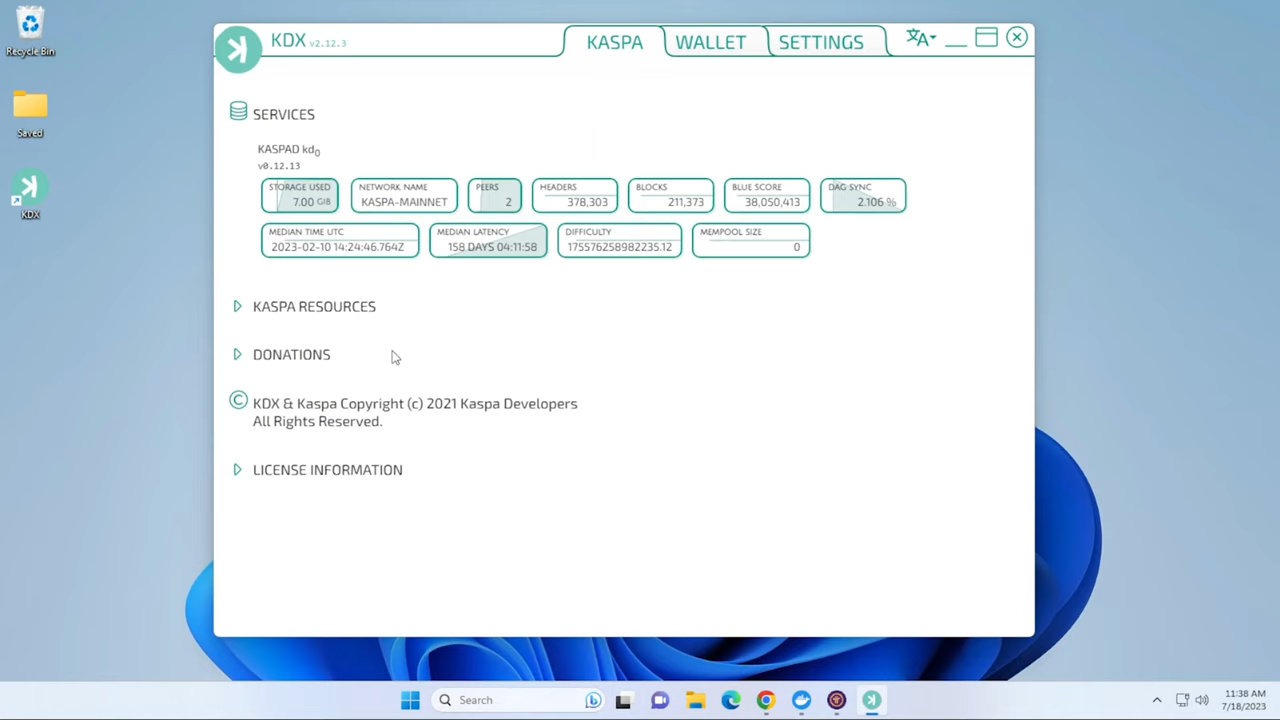 Recycle Bin
Saved
KDX
KDX v2.12.3
KASPA
WALLET
SETTINGS
SERVICES
KASPAD kd0
v0.12.13
STORAGE USED
7.00 GiB
NETWORK NAME
KASPA-MAINNET
PEERS
2
HEADERS
378,303
BLOCKS
211,373
BLUE SCORE
38,050,413
DAG SYNC
2.106 %
MEDIAN TIME UTC
2023-02-10 14:24:46.764Z
MEDIAN LATENCY
158 DAYS 04:11:58
DIFFICULTY
175576258982235.12
MEMPOOL SIZE
0
KASPA RESOURCES
DONATIONS
© KDX & Kaspa Copyright (c) 2021 Kaspa Developers
All Rights Reserved.
LICENSE INFORMATION
Search
11:38 AM
7/18/2023